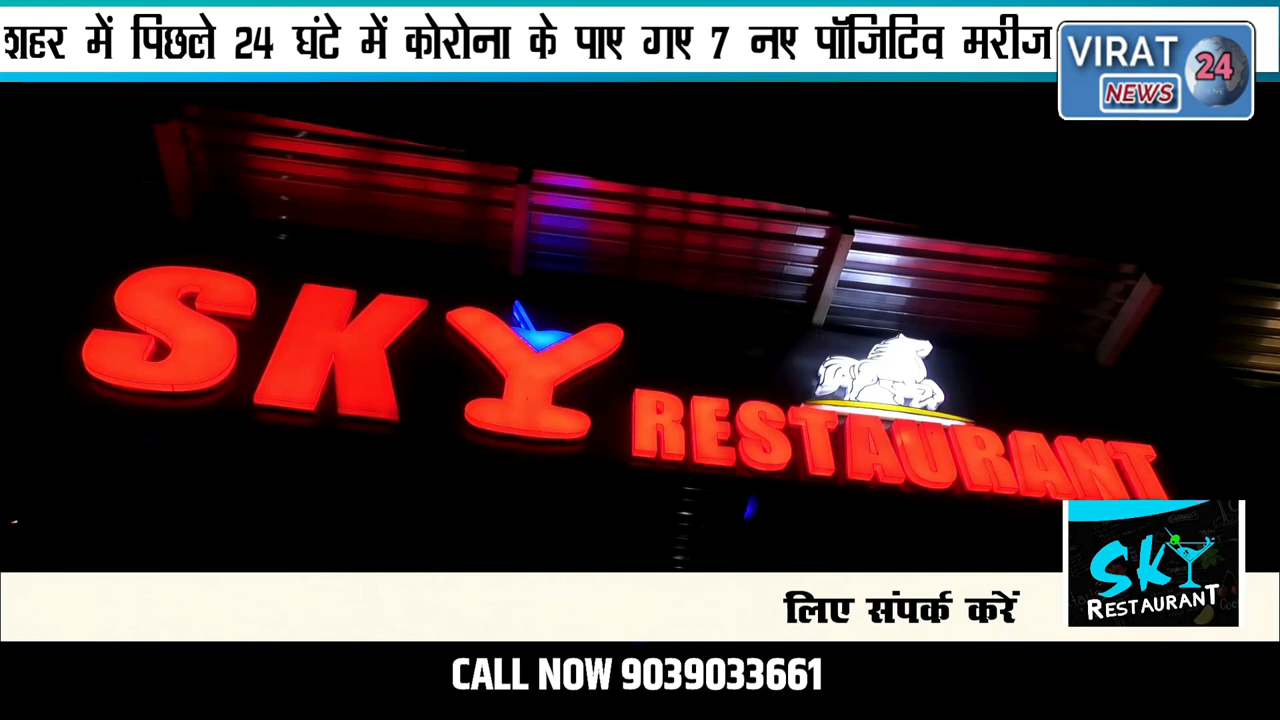 शहर में पिछले 24 घंटे में कोरोना के पाए गए 7 नए पॉजिटिव मरीज
VIRAT
NEWS
24
SKY
RESTAURANT
SKY
RESTAURANT
लिए संपर्क करें
CALL NOW 9039033661